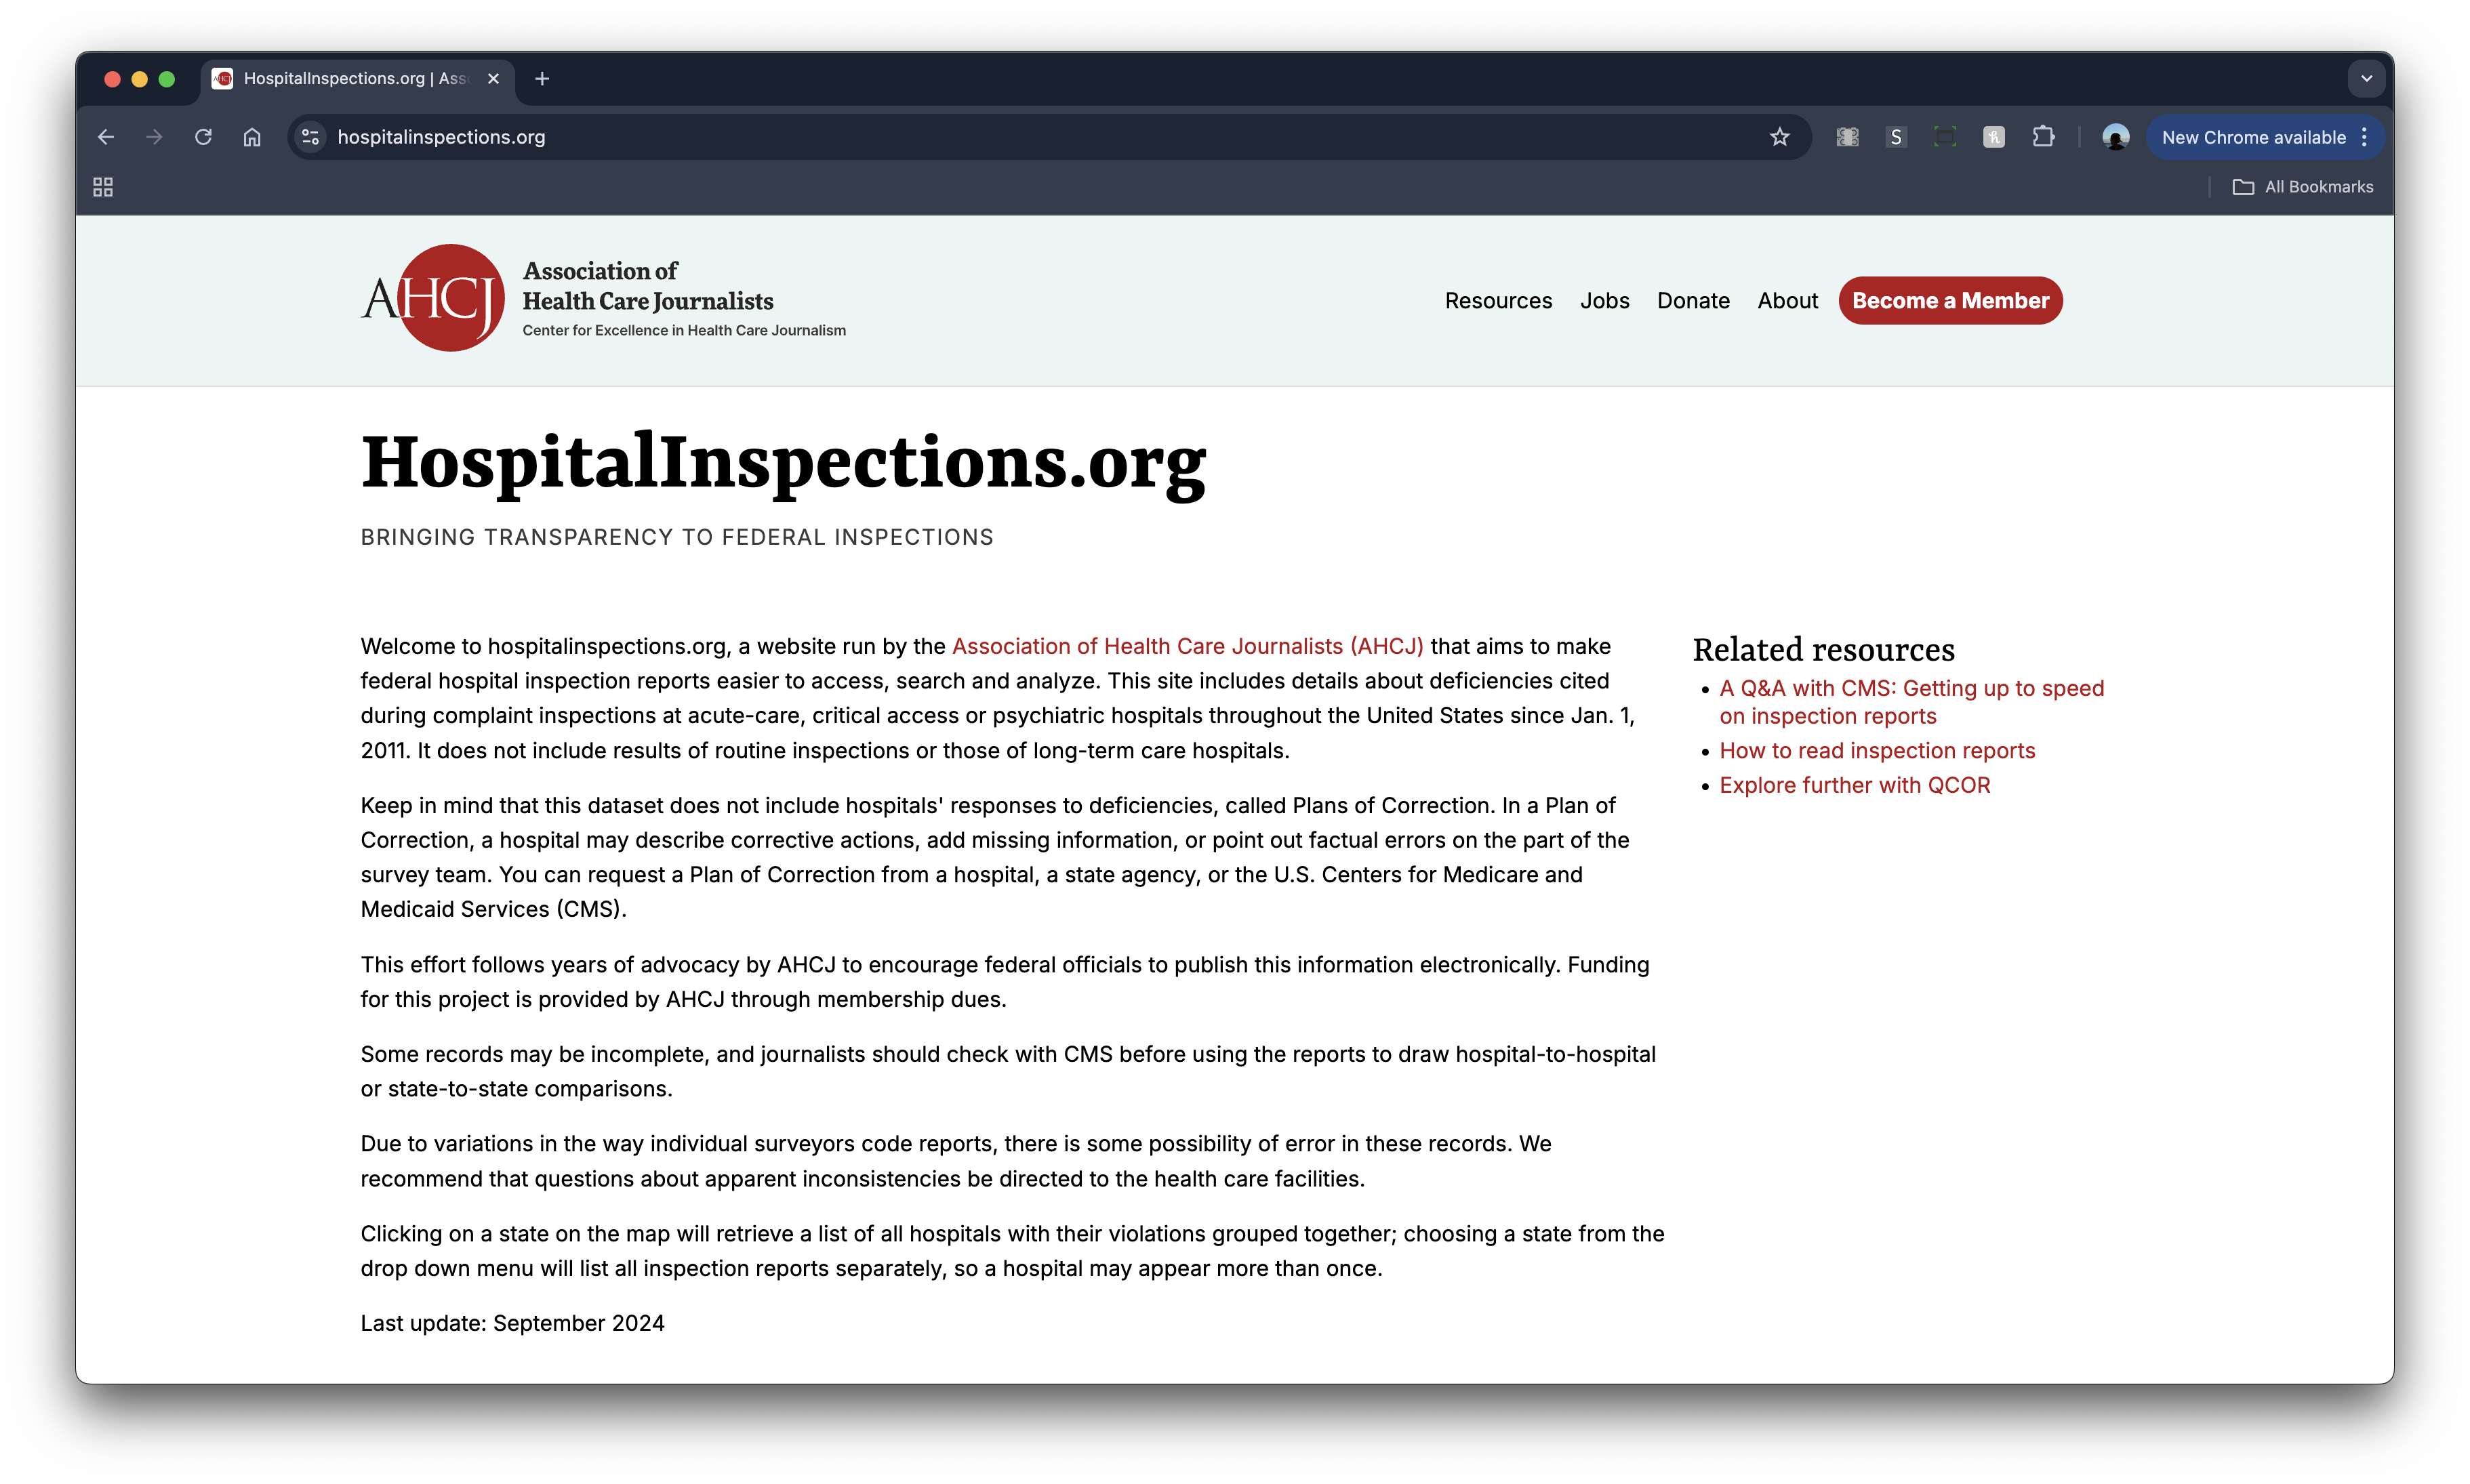 HospitalInspections.org | Ass
hospitalinspections.org
S
New Chrome available
All Bookmarks
AHCJ
Association of
Health Care Journalists
Center for Excellence in Health Care Journalism
Resources
Jobs
Donate
About
Become a Member
HospitalInspections.org
BRINGING TRANSPARENCY TO FEDERAL INSPECTIONS
Welcome to hospitalinspections.org, a website run by the Association of Health Care Journalists (AHCJ) that aims to make
federal hospital inspection reports easier to access, search and analyze. This site includes details about deficiencies cited
during complaint inspections at acute-care, critical access or psychiatric hospitals throughout the United States since Jan. 1,
2011. It does not include results of routine inspections or those of long-term care hospitals.
Keep in mind that this dataset does not include hospitals' responses to deficiencies, called Plans of Correction. In a Plan of
Correction, a hospital may describe corrective actions, add missing information, or point out factual errors on the part of the
survey team. You can request a Plan of Correction from a hospital, a state agency, or the U.S. Centers for Medicare and
Medicaid Services (CMS).
This effort follows years of advocacy by AHCJ to encourage federal officials to publish this information electronically. Funding
for this project is provided by AHCJ through membership dues.
Some records may be incomplete, and journalists should check with CMS before using the reports to draw hospital-to-hospital
or state-to-state comparisons.
Due to variations in the way individual surveyors code reports, there is some possibility of error in these records. We
recommend that questions about apparent inconsistencies be directed to the health care facilities.
Clicking on a state on the map will retrieve a list of all hospitals with their violations grouped together; choosing a state from the
drop down menu will list all inspection reports separately, so a hospital may appear more than once.
Last update: September 2024
Related resources
A Q&A with CMS: Getting up to speed
on inspection reports
How to read inspection reports
Explore further with QCOR